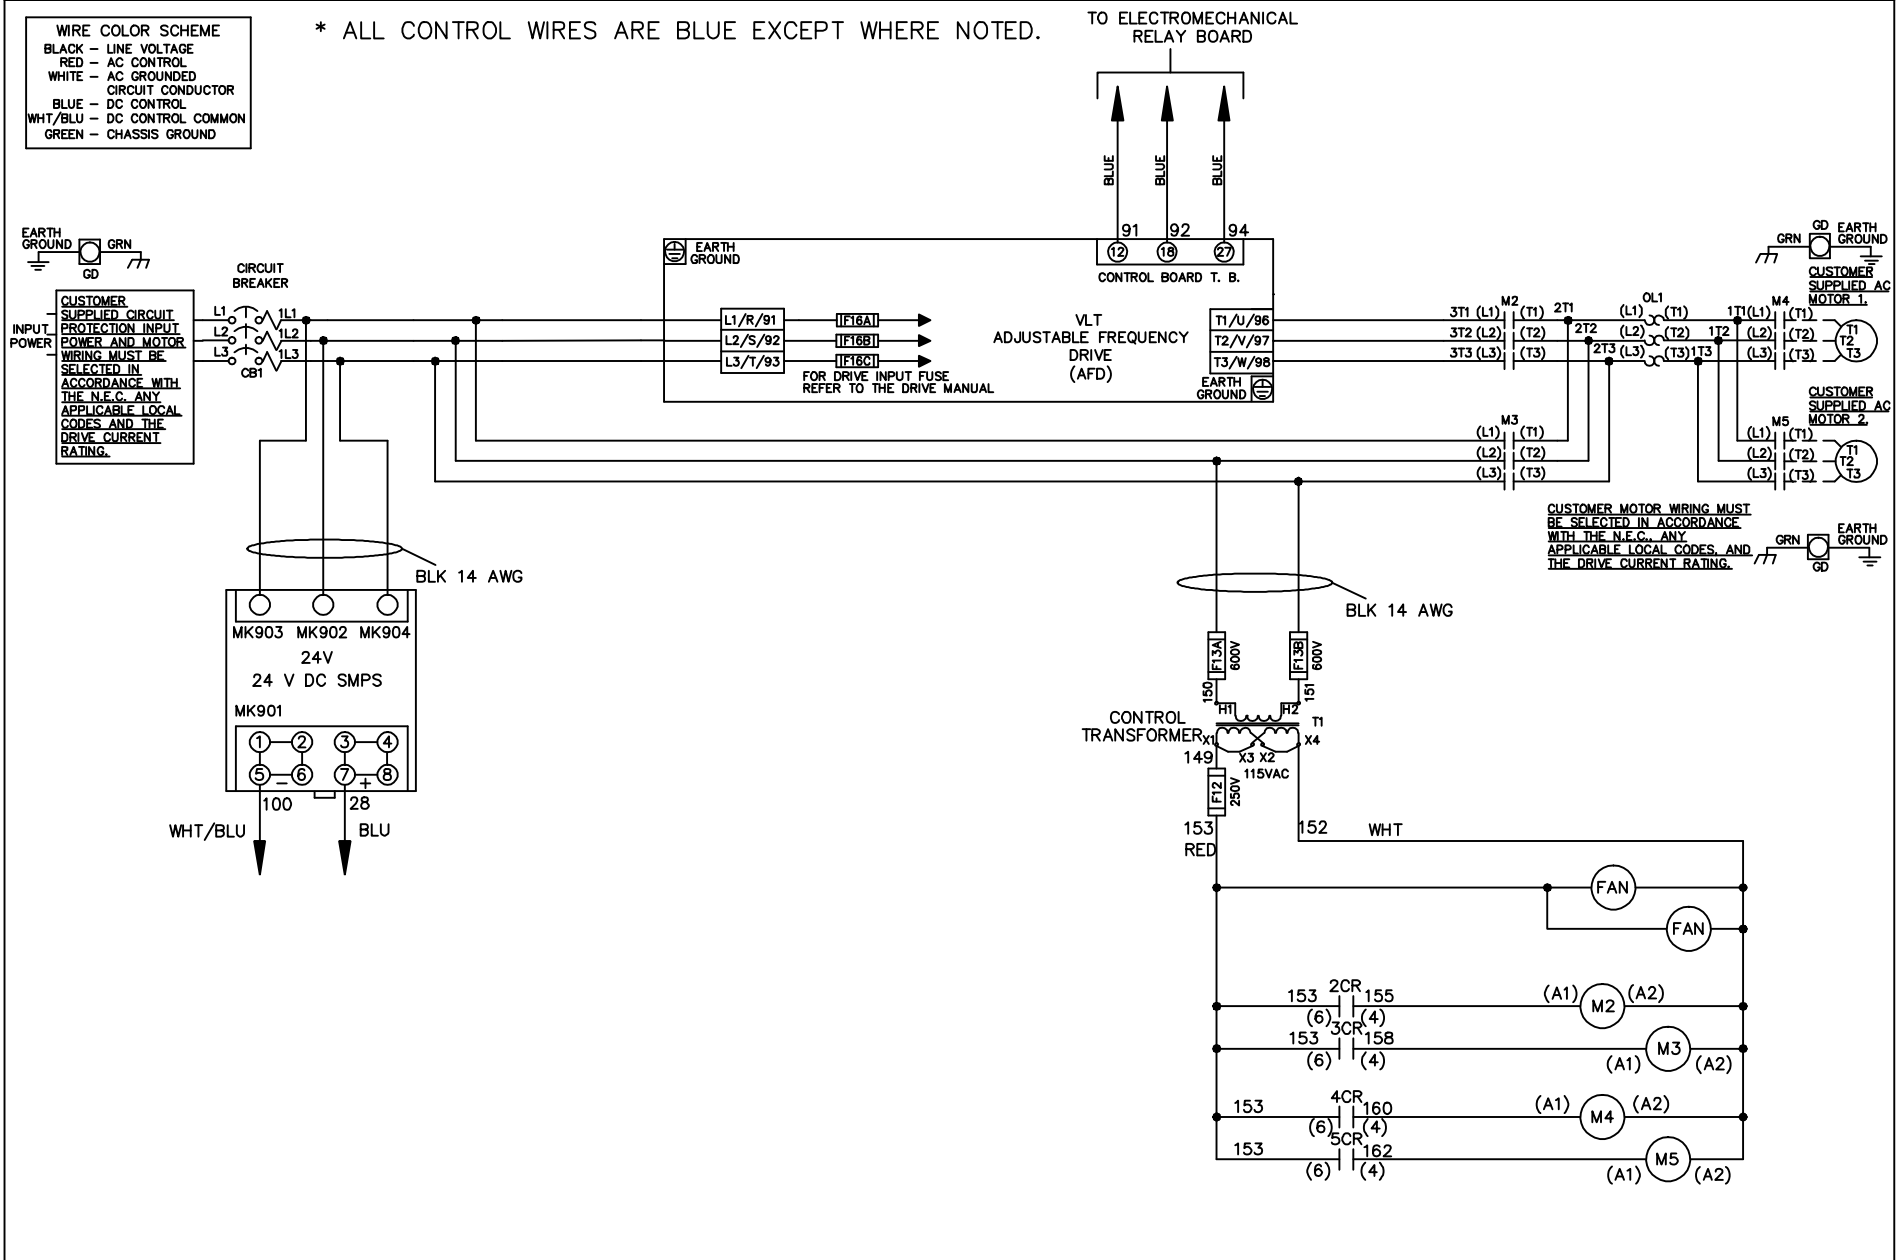 WIRE COLOR SCHEME
BLACK – LINE VOLTAGE
RED – AC CONTROL
WHITE – AC GROUNDED
CIRCUIT CONDUCTOR
BLUE – DC CONTROL
WHT/BLU – DC CONTROL COMMON
GREEN – CHASSIS GROUND
* ALL CONTROL WIRES ARE BLUE EXCEPT WHERE NOTED.
TO ELECTROMECHANICAL
RELAY BOARD
BLUE
BLUE
BLUE
91 92 94
12 18 27
CONTROL BOARD T. B.
EARTH
GROUND
GRN
GD
CIRCUIT
BREAKER
INPUT
POWER
CUSTOMER
SUPPLIED CIRCUIT
PROTECTION INPUT
POWER AND MOTOR
WIRING MUST BE
SELECTED IN
ACCORDANCE WITH
THE N.E.C. ANY
APPLICABLE LOCAL
CODES AND THE
DRIVE CURRENT
RATING.
L1 1L1
L2 1L2
L3 1L3
CB1
EARTH
GROUND
L1/R/91 IF16A
L2/S/92 IF16B
L3/T/93 IF16C
FOR DRIVE INPUT FUSE
REFER TO THE DRIVE MANUAL
VLT
ADJUSTABLE FREQUENCY
DRIVE
(AFD)
T1/U/96
T2/V/97
T3/W/98
EARTH
GROUND
M2
3T1 (L1) (T1) 2T1
3T2 (L2) (T2) 2T2
3T3 (L3) (T3) 2T3
OL1
(L1) (T1) 1T1
(L2) (T2) 1T2
(L3) (T3) 1T3
M4
(L1) (T1)
(L2) (T2)
(L3) (T3)
T1
T2
T3
GRN
GD
EARTH
GROUND
CUSTOMER
SUPPLIED AC
MOTOR 1.
M3
(L1) (T1)
(L2) (T2)
(L3) (T3)
M5
(L1) (T1)
(L2) (T2)
(L3) (T3)
T1
T2
T3
CUSTOMER
SUPPLIED AC
MOTOR 2.
CUSTOMER MOTOR WIRING MUST
BE SELECTED IN ACCORDANCE
WITH THE N.E.C., ANY
APPLICABLE LOCAL CODES, AND
THE DRIVE CURRENT RATING.
GRN
GD
EARTH
GROUND
BLK 14 AWG
MK903 MK902 MK904
24V
24 V DC SMPS
MK901
1 2 3 4
5 – 6 7 + 8
100 28
WHT/BLU BLU
BLK 14 AWG
F13A 600V
F13B 600V
150 151
H1 H2
T1
CONTROL
TRANSFORMER
X1 X3 X2 X4
149
115VAC
F12 250V
153
RED
152 WHT
FAN
FAN
153 2CR 155 (A1) M2 (A2)
(6) (4)
153 3CR 158 M3
(6) (4) (A1) (A2)
153 4CR 160 (A1) M4 (A2)
(6) (4)
153 5CR 162 M5
(6) (4) (A1) (A2)